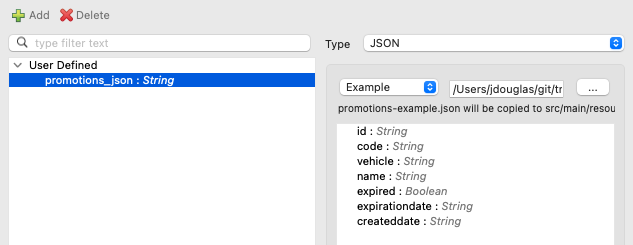 Add Delete
type filter text
Type JSON
User Defined
promotions_json : String
Example /Users/jdouglas/git/tr ...
promotions-example.json will be copied to src/main/resou
id : String
code : String
vehicle : String
name : String
expired : Boolean
expirationdate : String
createddate : String